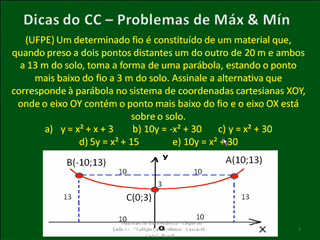 Dicas do CC – Problemas de Máx & Mín
(UFPE) Um determinado fio é constituído de um material que,
quando preso a dois pontos distantes um do outro de 20 m e ambos
a 13 m do solo, toma a forma de uma parábola, estando o ponto
mais baixo do fio a 3 m do solo. Assinale a alternativa que
corresponde à parábola no sistema de coordenadas cartesianas XOY,
onde o eixo OY contém o ponto mais baixo do fio e o eixo OX está
sobre o solo.
a) y = x² + x + 3 b) 10y = -x² + 30 c) y = x² + 30
d) 5y = x² + 15 e) 10y = x² + 30
Y
B(-10;13) A(10;13)
10 10
C(0;3)
13 3 13
10 10
O X